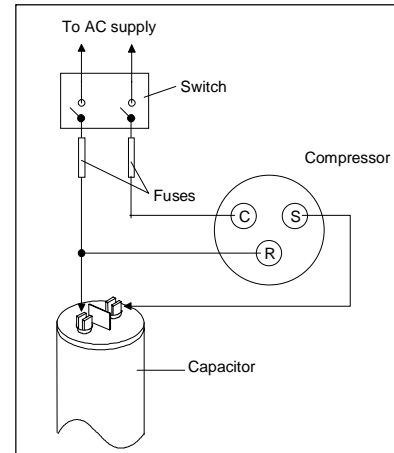 To AC supply
Switch
Compressor
Fuses
C
S
R
Capacitor